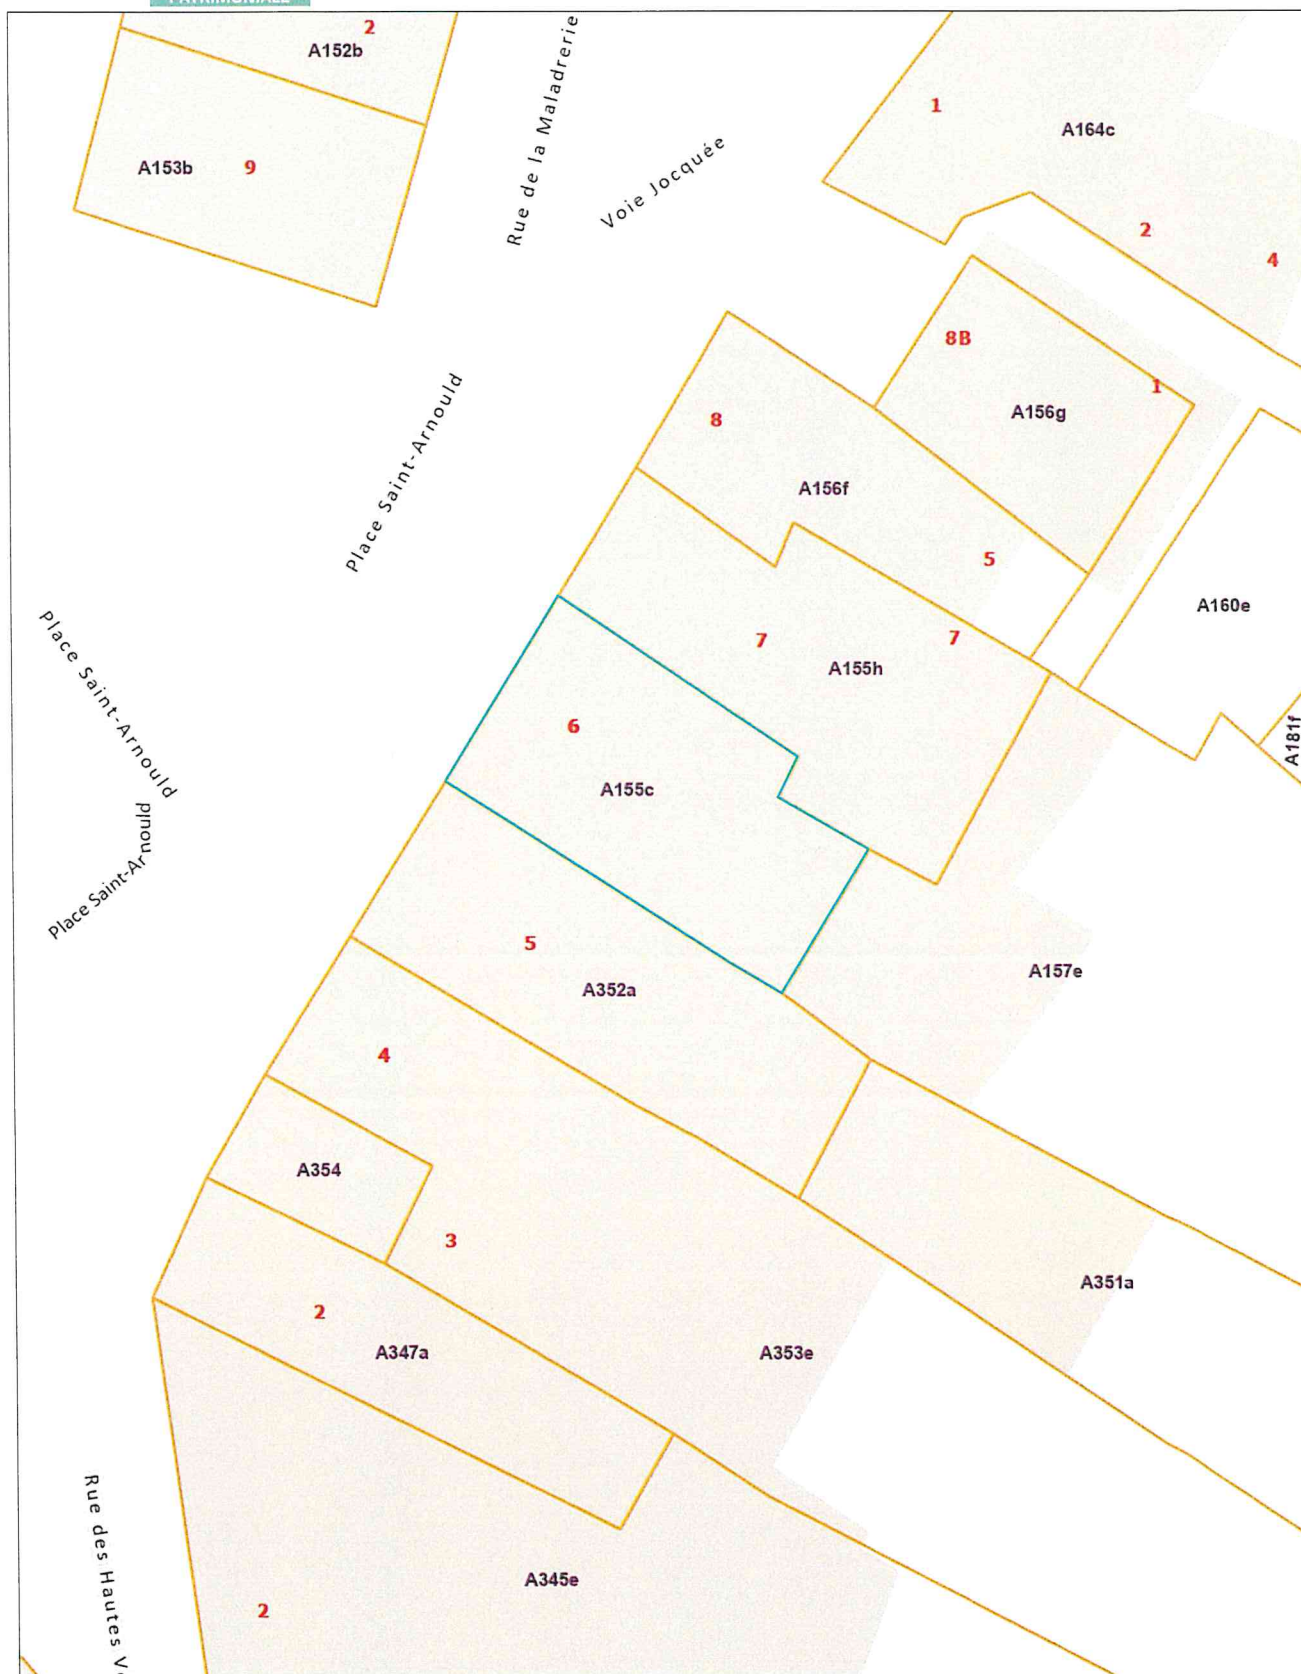 2
A152b
Rue de la Maladrerie
1
A164c
Voie Jocquée
A153b 9
2
4
8B
1
A156g
8
Place Saint-Arnould
A156f
5
A160e
Place Saint-Arnould
7
7
A155h
6
A181f
A155c
Place Saint-Arnould
5
A157e
A352a
4
A354
3
A351a
2
A347a
A353e
Rue des Hautes
A345e
2